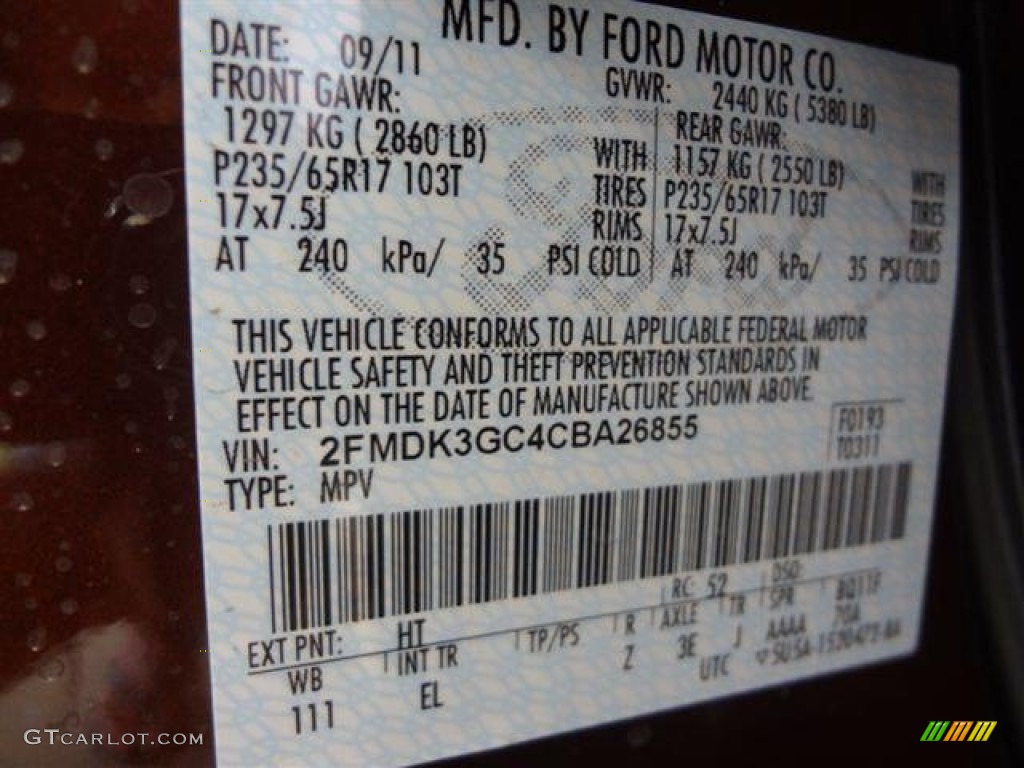 MFD. BY FORD MOTOR CO.
DATE: 09/11
GVWR: 2440 KG ( 5380 LB)
FRONT GAWR:
REAR GAWR:
1297 KG ( 2860 LB)
WITH
1157 KG ( 2550 LB)
WITH
P235/65R17 103T
TIRES
P235/65R17 103T
TIRES
17x7.5J
RIMS
17x7.5J
RIMS
AT 240 kPa/ 35 PSI COLD
AT 240 kPa/ 35 PSI COLD
THIS VEHICLE CONFORMS TO ALL APPLICABLE FEDERAL MOTOR
VEHICLE SAFETY AND THEFT PREVENTION STANDARDS IN
EFFECT ON THE DATE OF MANUFACTURE SHOWN ABOVE.
VIN: 2FMDK3GC4CBA26855
F0193
T0311
TYPE: MPV
EXT PNT: HT
RC: 52
DSO:
WB
INT TR
TP/PS
R
AXLE
TR
SPR
111
EL
Z
3E
J
AAAA
70A
UTC
GTCARLOT.COM